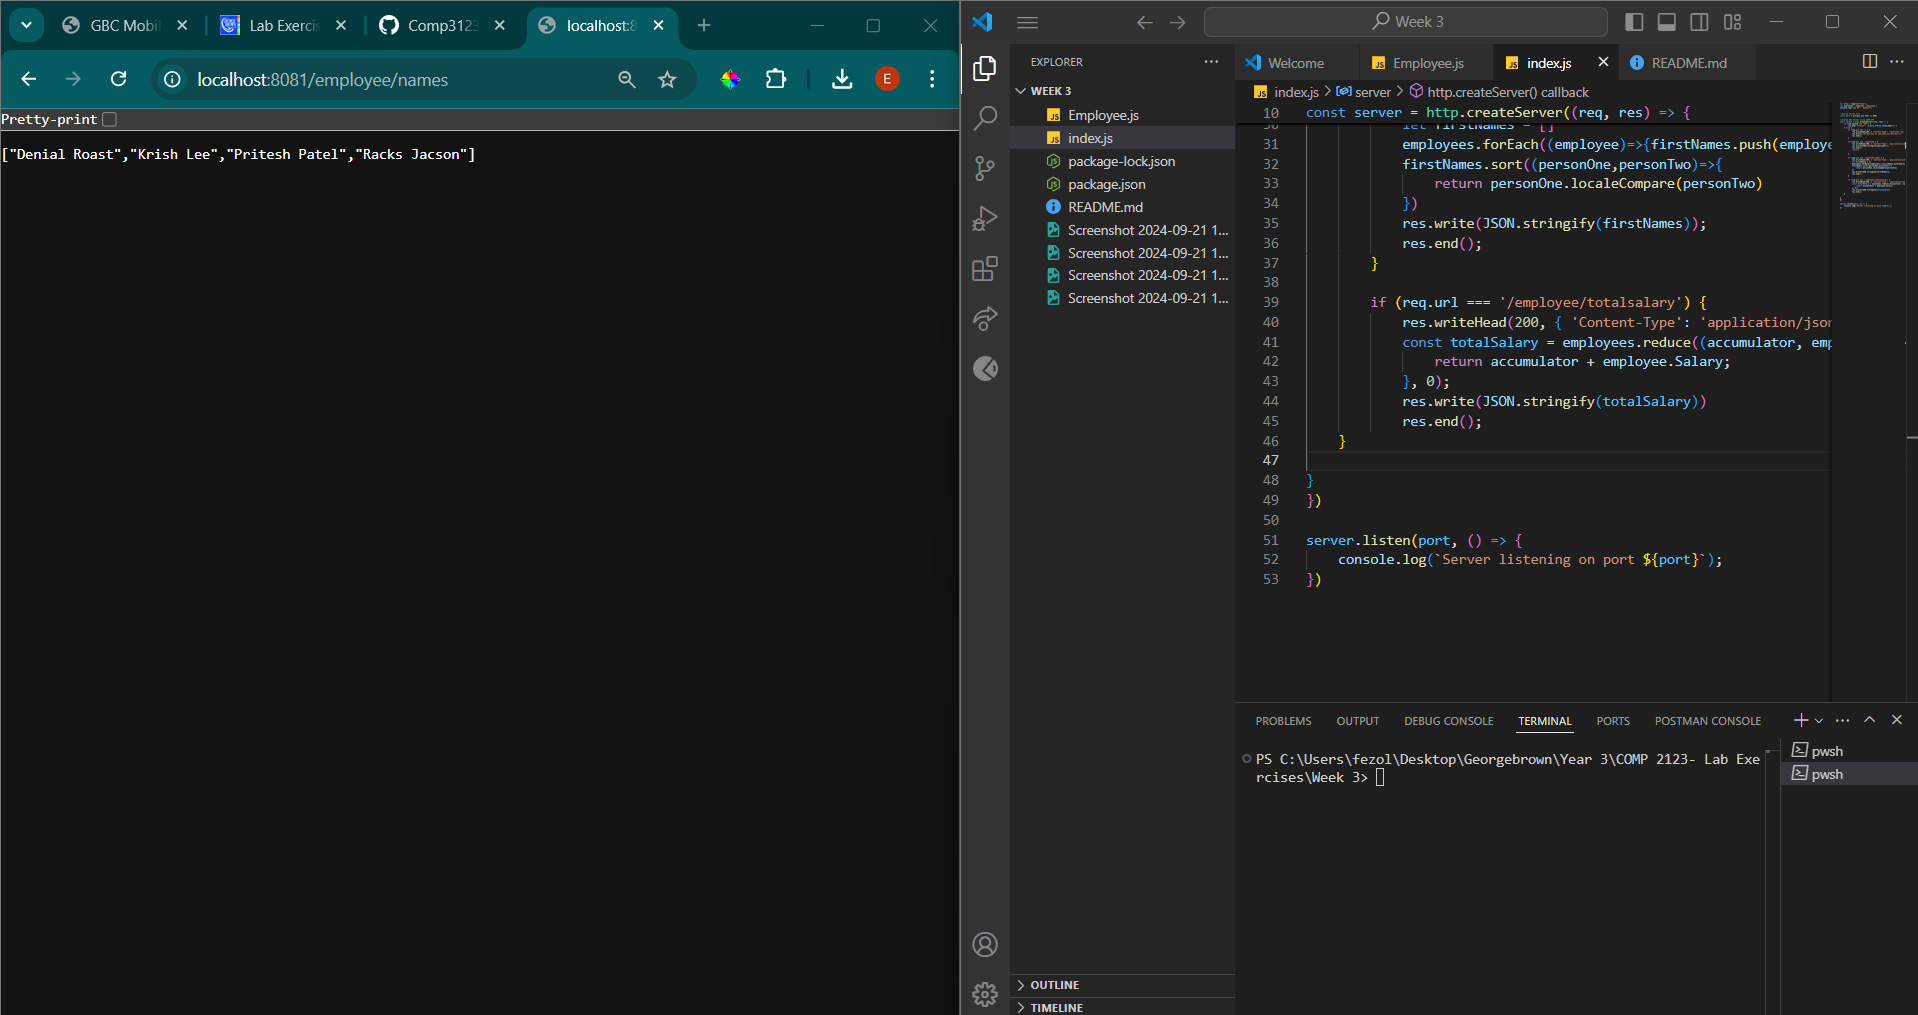 GBC Mobil
Lab Exerci
Comp3123
localhost:8
localhost:8081/employee/names
E
Pretty-print
["Denial Roast","Krish Lee","Pritesh Patel","Racks Jacson"]
Week 3
EXPLORER
WEEK 3
Employee.js
index.js
package-lock.json
package.json
README.md
Screenshot 2024-09-21 1...
Screenshot 2024-09-21 1...
Screenshot 2024-09-21 1...
Screenshot 2024-09-21 1...
OUTLINE
TIMELINE
Welcome
Employee.js
index.js
README.md
index.js > server > http.createServer() callback
10 const server = http.createServer((req, res) => {
30 let firstNames = []
31 employees.forEach((employee)=>{firstNames.push(employe
32 firstNames.sort((personOne,personTwo)=>{
33 return personOne.localeCompare(personTwo)
34 })
35 res.write(JSON.stringify(firstNames));
36 res.end();
37 }
38
39 if (req.url === '/employee/totalsalary') {
40 res.writeHead(200, { 'Content-Type': 'application/json
41 const totalSalary = employees.reduce((accumulator, emp
42 return accumulator + employee.Salary;
43 }, 0);
44 res.write(JSON.stringify(totalSalary))
45 res.end();
46 }
47
48 }
49 })
50
51 server.listen(port, () => {
52 console.log(`Server listening on port ${port}`);
53 })
PROBLEMS
OUTPUT
DEBUG CONSOLE
TERMINAL
PORTS
POSTMAN CONSOLE
PS C:\Users\fezol\Desktop\Georgebrown\Year 3\COMP 2123- Lab Exe
rcises\Week 3>
pwsh
pwsh